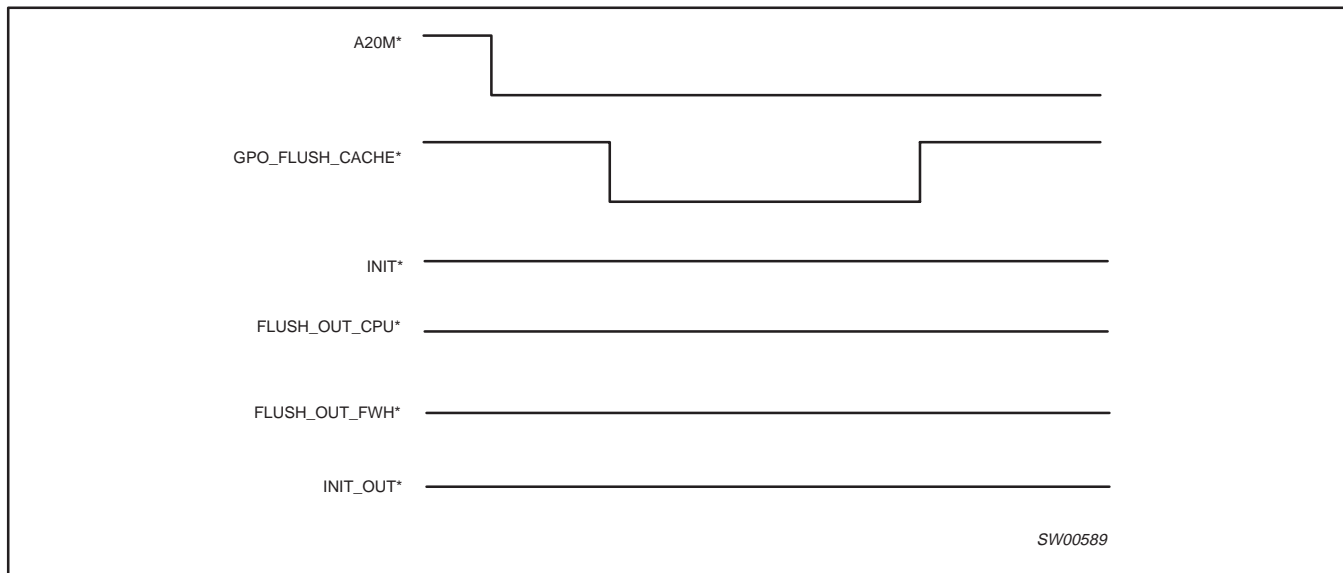 A20M*
GPO_FLUSH_CACHE*
INIT*
FLUSH_OUT_CPU*
FLUSH_OUT_FWH*
INIT_OUT*
SW00589